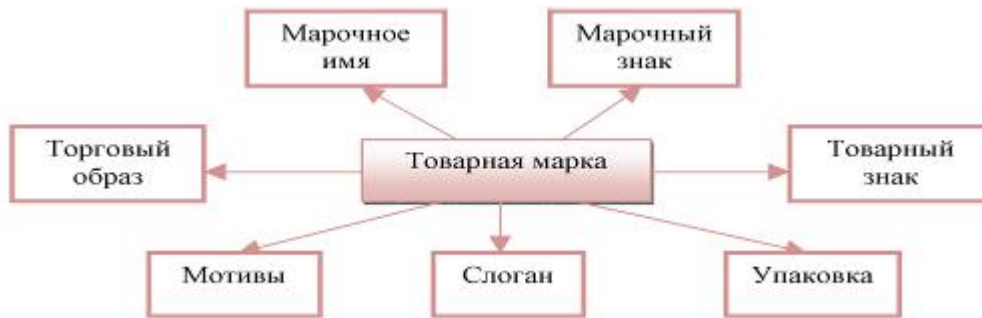 Марочное
имя
Марочный
знак
Торговый
образ
Товарная марка
Товарный
знак
Мотивы
Слоган
Упаковка